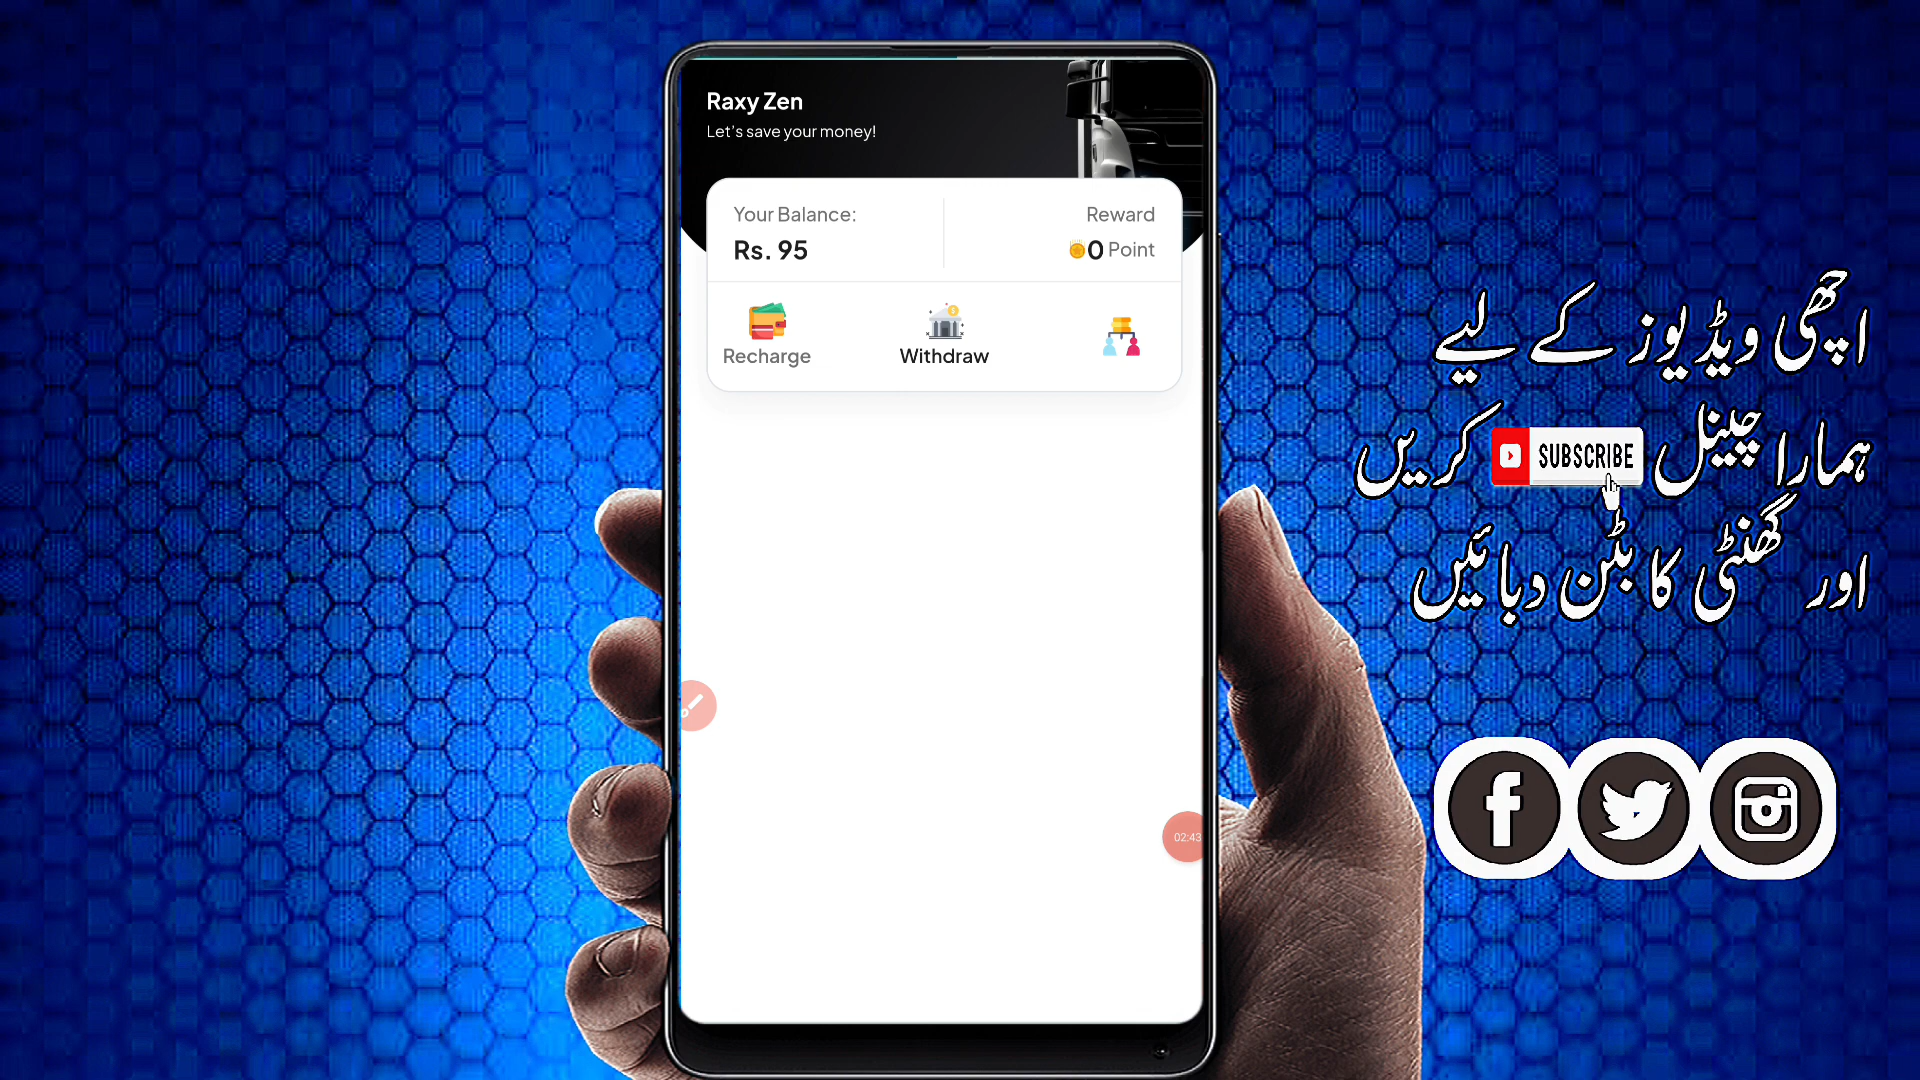 Raxy Zen
Let's save your money!
Your Balance:
Rs. 95
Reward
0 Point
Recharge
Withdraw
02:43
اچھی ویڈیوز کے لیے
ہمارا چینل SUBSCRIBE کریں
اور گھنٹی کا بٹن دبائیں